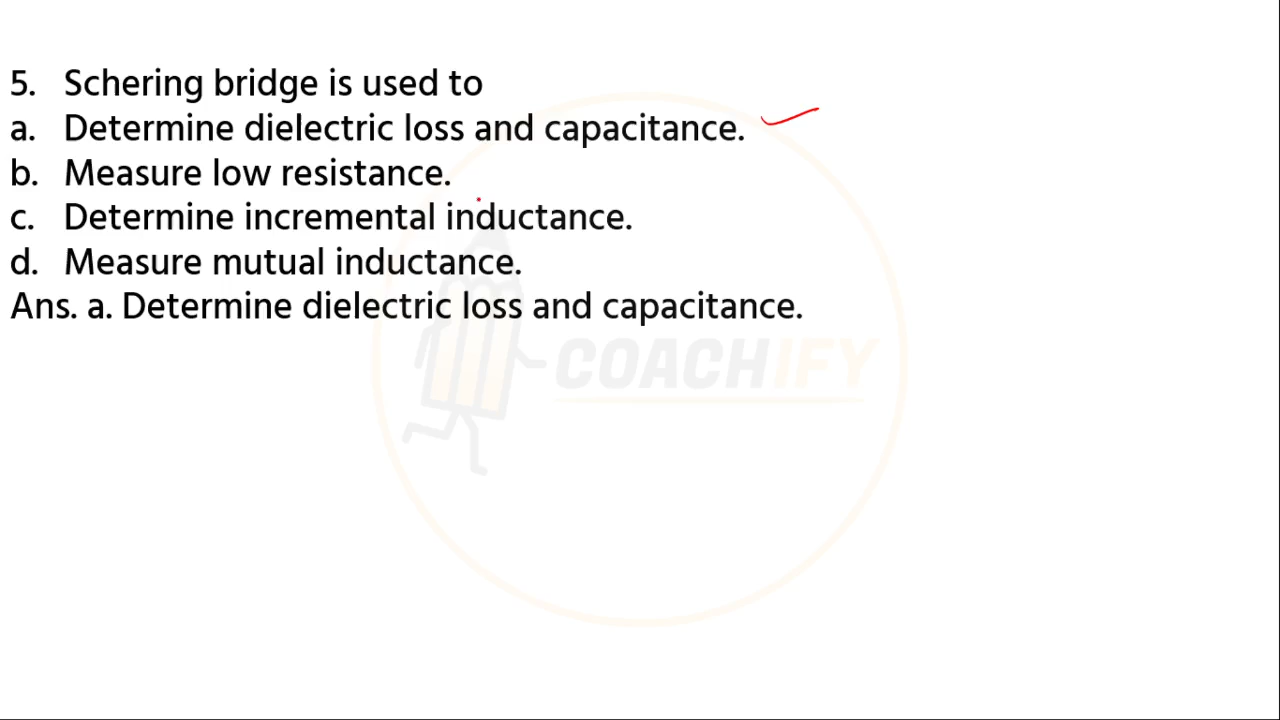 5. Schering bridge is used to
a. Determine dielectric loss and capacitance.
b. Measure low resistance.
c. Determine incremental inductance.
d. Measure mutual inductance.
Ans. a. Determine dielectric loss and capacitance.
COACHIFY